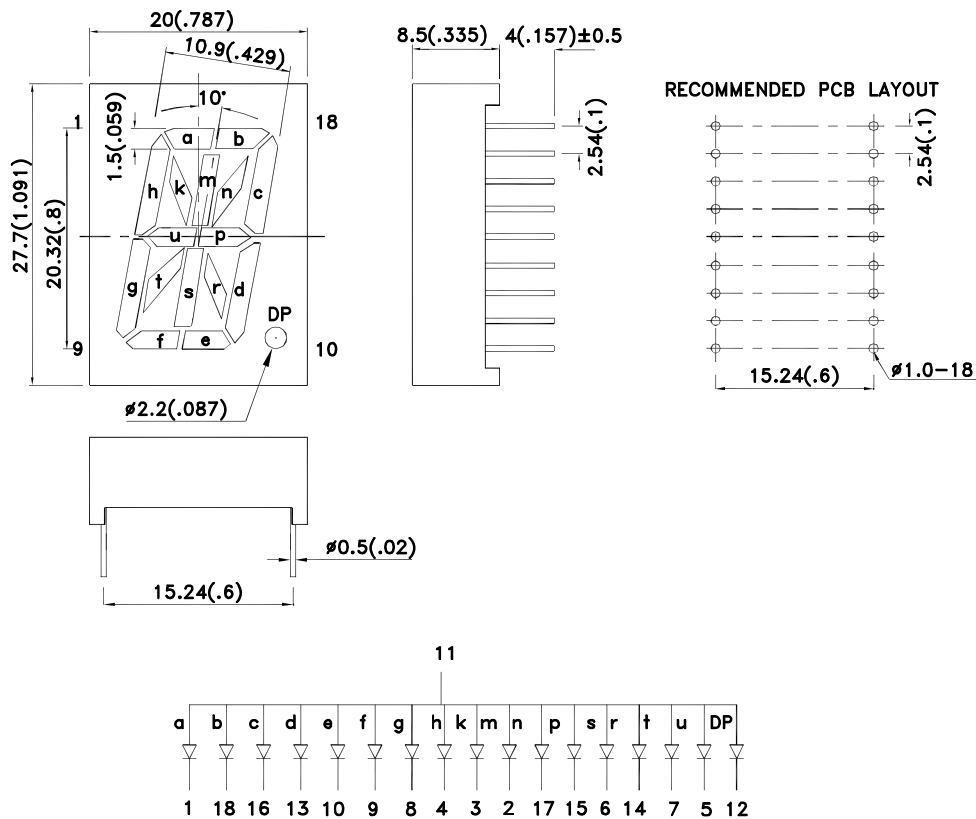 20(.787)
10.9(.429)
10°
1.5(.059)
27.7(1.091)
20.32(.8)
1
18
9
10
a
b
h
k
m
n
c
u
p
g
t
s
r
d
f
e
DP
ø2.2(.087)
8.5(.335)
4(.157)±0.5
2.54(.1)
RECOMMENDED PCB LAYOUT
2.54(.1)
15.24(.6)
ø1.0-18
ø0.5(.02)
15.24(.6)
11
a b c d e f g h k m n p s r t u DP
1 18 16 13 10 9 8 4 3 2 17 15 6 14 7 5 12